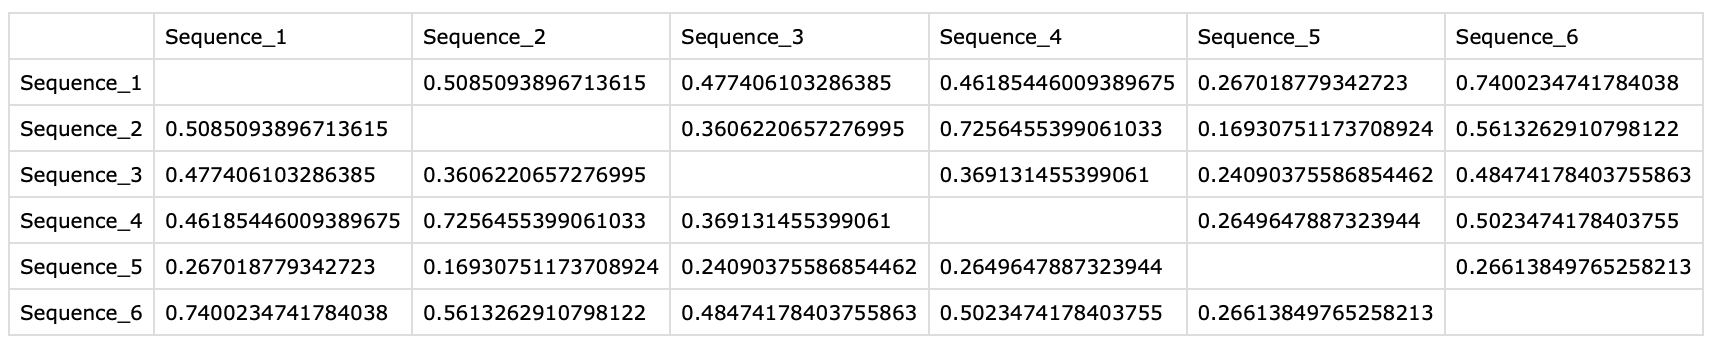 Sequence_1 Sequence_2 Sequence_3 Sequence_4 Sequence_5 Sequence_6
Sequence_1 0.5085093896713615 0.477406103286385 0.46185446009389675 0.267018779342723 0.7400234741784038
Sequence_2 0.5085093896713615 0.3606220657276995 0.7256455399061033 0.16930751173708924 0.5613262910798122
Sequence_3 0.477406103286385 0.3606220657276995 0.369131455399061 0.24090375586854462 0.48474178403755863
Sequence_4 0.46185446009389675 0.7256455399061033 0.369131455399061 0.2649647887323944 0.5023474178403755
Sequence_5 0.267018779342723 0.16930751173708924 0.24090375586854462 0.2649647887323944 0.26613849765258213
Sequence_6 0.7400234741784038 0.5613262910798122 0.48474178403755863 0.5023474178403755 0.26613849765258213